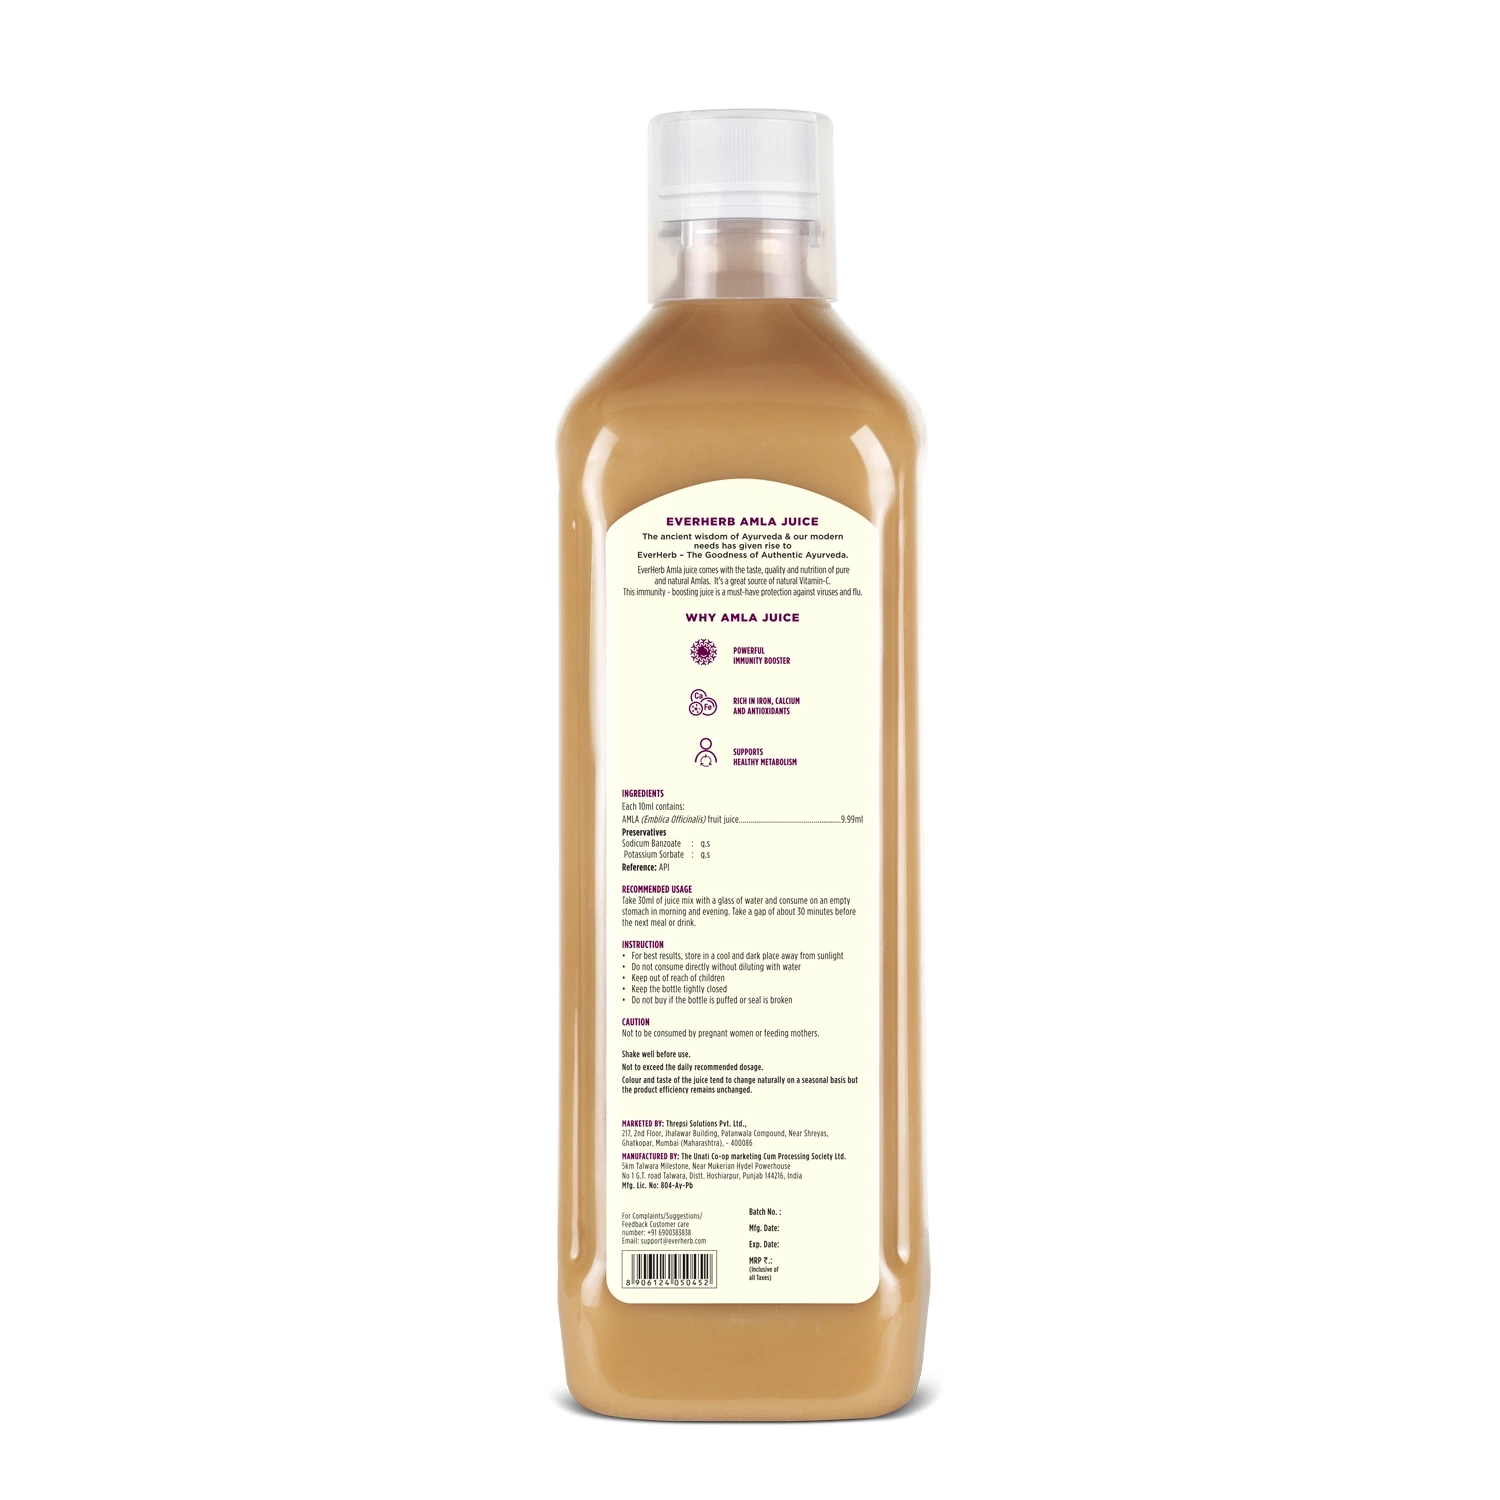 EVERHERB AMLA JUICE
The ancient wisdom of Ayurveda & our modern
needs has given rise to
EverHerb – The Goodness of Authentic Ayurveda.
EverHerb Amla juice comes with the taste, quality and nutrition of pure
and natural Amlas. It's a great source of natural Vitamin-C.
This immunity - boosting juice is a must-have protection against viruses and flu.
WHY AMLA JUICE
POWERFUL
IMMUNITY BOOSTER
Ca
Fe
RICH IN IRON, CALCIUM
AND ANTIOXIDANTS
SUPPORTS
HEALTHY METABOLISM
INGREDIENTS
Each 10ml contains:
AMLA (Emblica Officinalis) fruit juice.........................................9.99ml
Preservatives
Sodicum Banzoate : q.s
Potassium Sorbate : q.s
Reference: API
RECOMMENDED USAGE
Take 30ml of juice mix with a glass of water and consume on an empty
stomach in morning and evening. Take a gap of about 30 minutes before
the next meal or drink.
INSTRUCTION
• For best results, store in a cool and dark place away from sunlight
• Do not consume directly without diluting with water
• Keep out of reach of children
• Keep the bottle tightly closed
• Do not buy if the bottle is puffed or seal is broken
CAUTION
Not to be consumed by pregnant women or feeding mothers.
Shake well before use.
Not to exceed the daily recommended dosage.
Colour and taste of the juice tend to change naturally on a seasonal basis but
the product efficiency remains unchanged.
MARKETED BY: Threpsi Solutions Pvt. Ltd.,
217, 2nd Floor, Jhalawar Building, Patanwala Compound, Near Shreyas,
Ghatkopar, Mumbai (Maharashtra), - 400086
MANUFACTURED BY: The Unati Co-op marketing Cum Processing Society Ltd.
5km Talwara Milestone, Near Mukerian Hydel Powerhouse
No 1 G.T. road Talwara, Distt. Hoshiarpur, Punjab 144216, India
Mfg. Lic. No: 804-Ay-Pb
For Complaints/Suggestions/
Feedback Customer care
number: +91 6900383838
Email: support@everherb.com
8 906124 050452
Batch No. :
Mfg. Date:
Exp. Date:
MRP ₹.:
(Inclusive of
all Taxes)